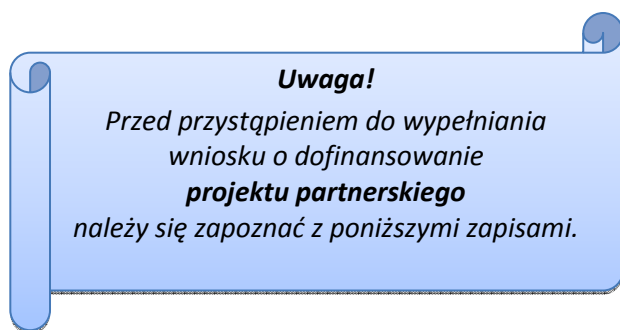 Uwaga!
Przed przystąpieniem do wypełniania
wniosku o dofinansowanie
projektu partnerskiego
należy się zapoznać z poniższymi zapisami.